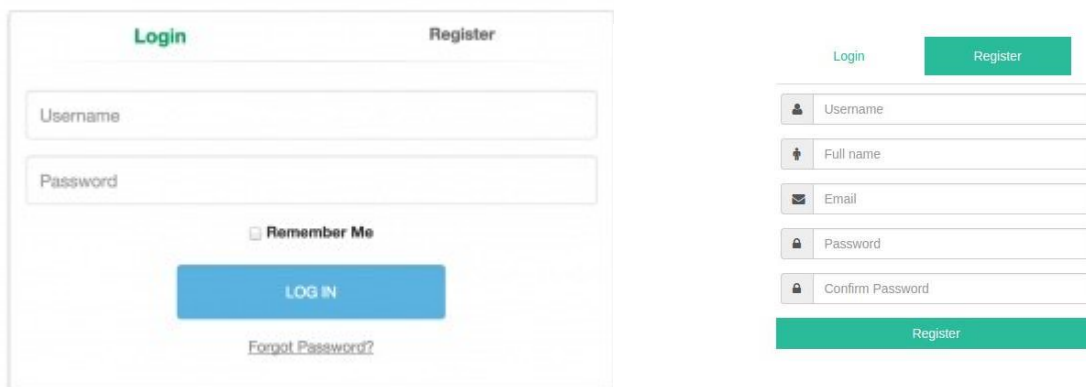 Login Register
Username
Password
Remember Me
LOG IN
Forgot Password?
Login Register
Username
Full name
Email
Password
Confirm Password
Register